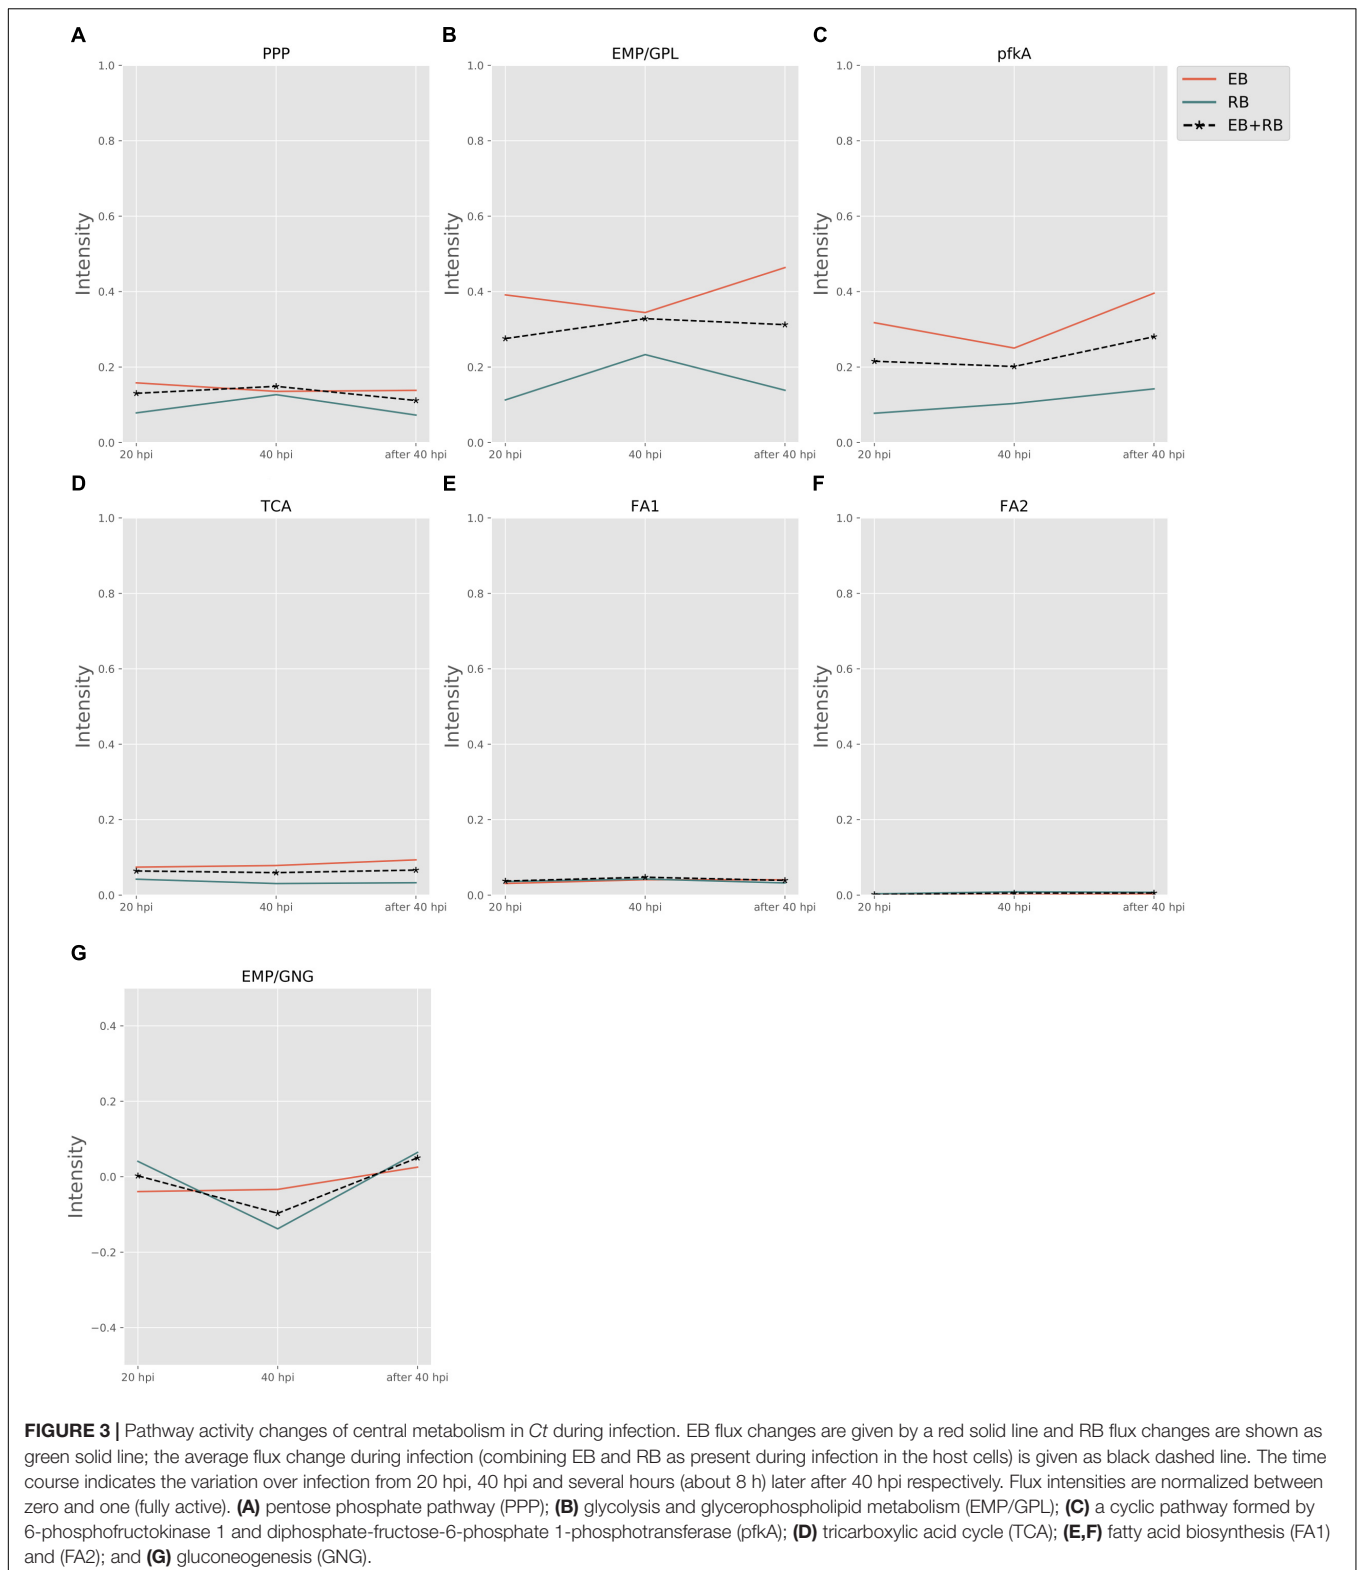 A
B
C
PPP
EMP/GPL
pfkA
EB
RB
EB+RB
1.0
0.8
0.6
0.4
0.2
0.0
Intensity
20 hpi
40 hpi
after 40 hpi
1.0
0.8
0.6
0.4
0.2
0.0
Intensity
20 hpi
40 hpi
after 40 hpi
1.0
0.8
0.6
0.4
0.2
0.0
Intensity
20 hpi
40 hpi
after 40 hpi
D
E
F
TCA
FA1
FA2
1.0
0.8
0.6
0.4
0.2
0.0
Intensity
20 hpi
40 hpi
after 40 hpi
1.0
0.8
0.6
0.4
0.2
0.0
Intensity
20 hpi
40 hpi
after 40 hpi
1.0
0.8
0.6
0.4
0.2
0.0
Intensity
20 hpi
40 hpi
after 40 hpi
G
EMP/GNG
0.4
0.2
0.0
−0.2
−0.4
Intensity
20 hpi
40 hpi
after 40 hpi
FIGURE 3 | Pathway activity changes of central metabolism in Ct during infection. EB flux changes are given by a red solid line and RB flux changes are shown as
green solid line; the average flux change during infection (combining EB and RB as present during infection in the host cells) is given as black dashed line. The time
course indicates the variation over infection from 20 hpi, 40 hpi and several hours (about 8 h) later after 40 hpi respectively. Flux intensities are normalized between
zero and one (fully active). (A) pentose phosphate pathway (PPP); (B) glycolysis and glycerophospholipid metabolism (EMP/GPL); (C) a cyclic pathway formed by
6-phosphofructokinase 1 and diphosphate-fructose-6-phosphate 1-phosphotransferase (pfkA); (D) tricarboxylic acid cycle (TCA); (E,F) fatty acid biosynthesis (FA1)
and (FA2); and (G) gluconeogenesis (GNG).